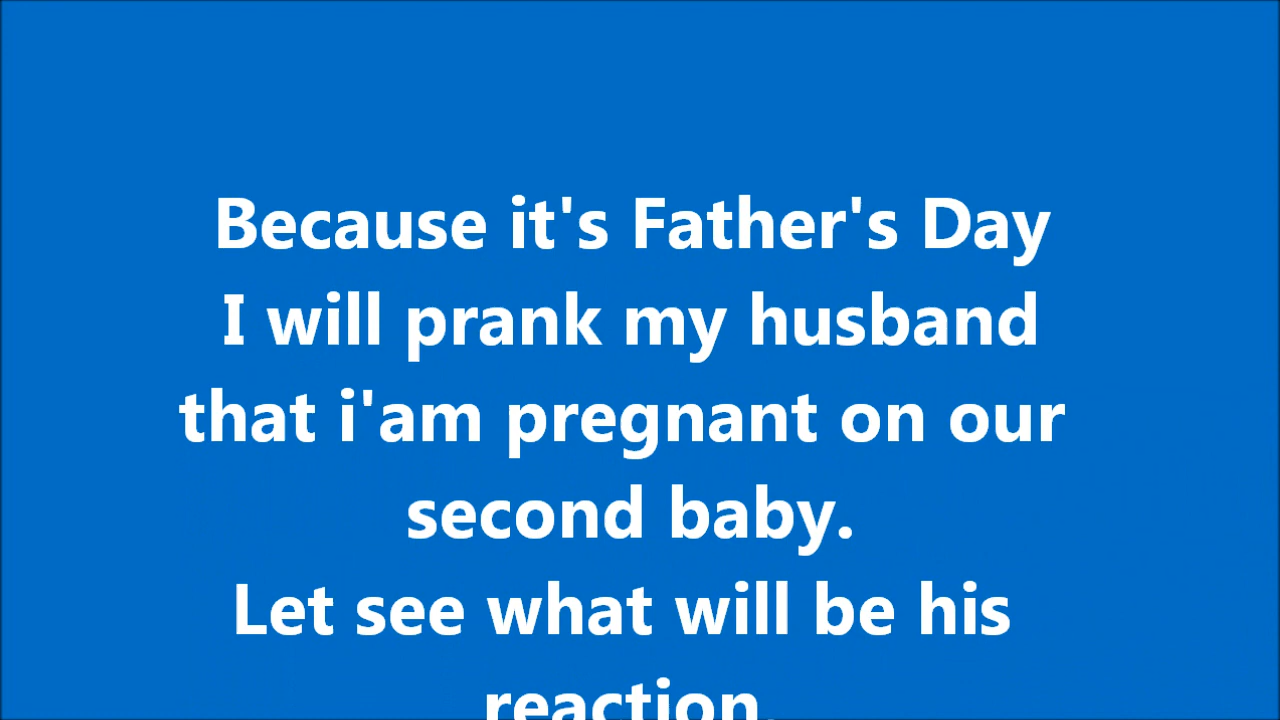 Because it's Father's Day
I will prank my husband
that i'am pregnant on our
second baby.
Let see what will be his
reaction.